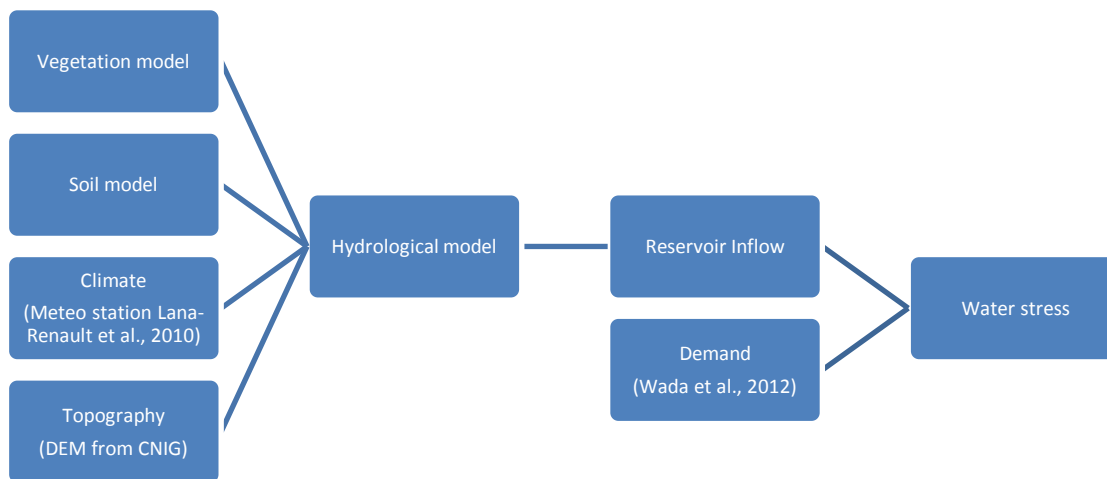 Vegetation model
Soil model
Climate
(Meteo station Lana-
Renault et al., 2010)
Topography
(DEM from CNIG)
Hydrological model
Reservoir Inflow
Demand
(Wada et al., 2012)
Water stress